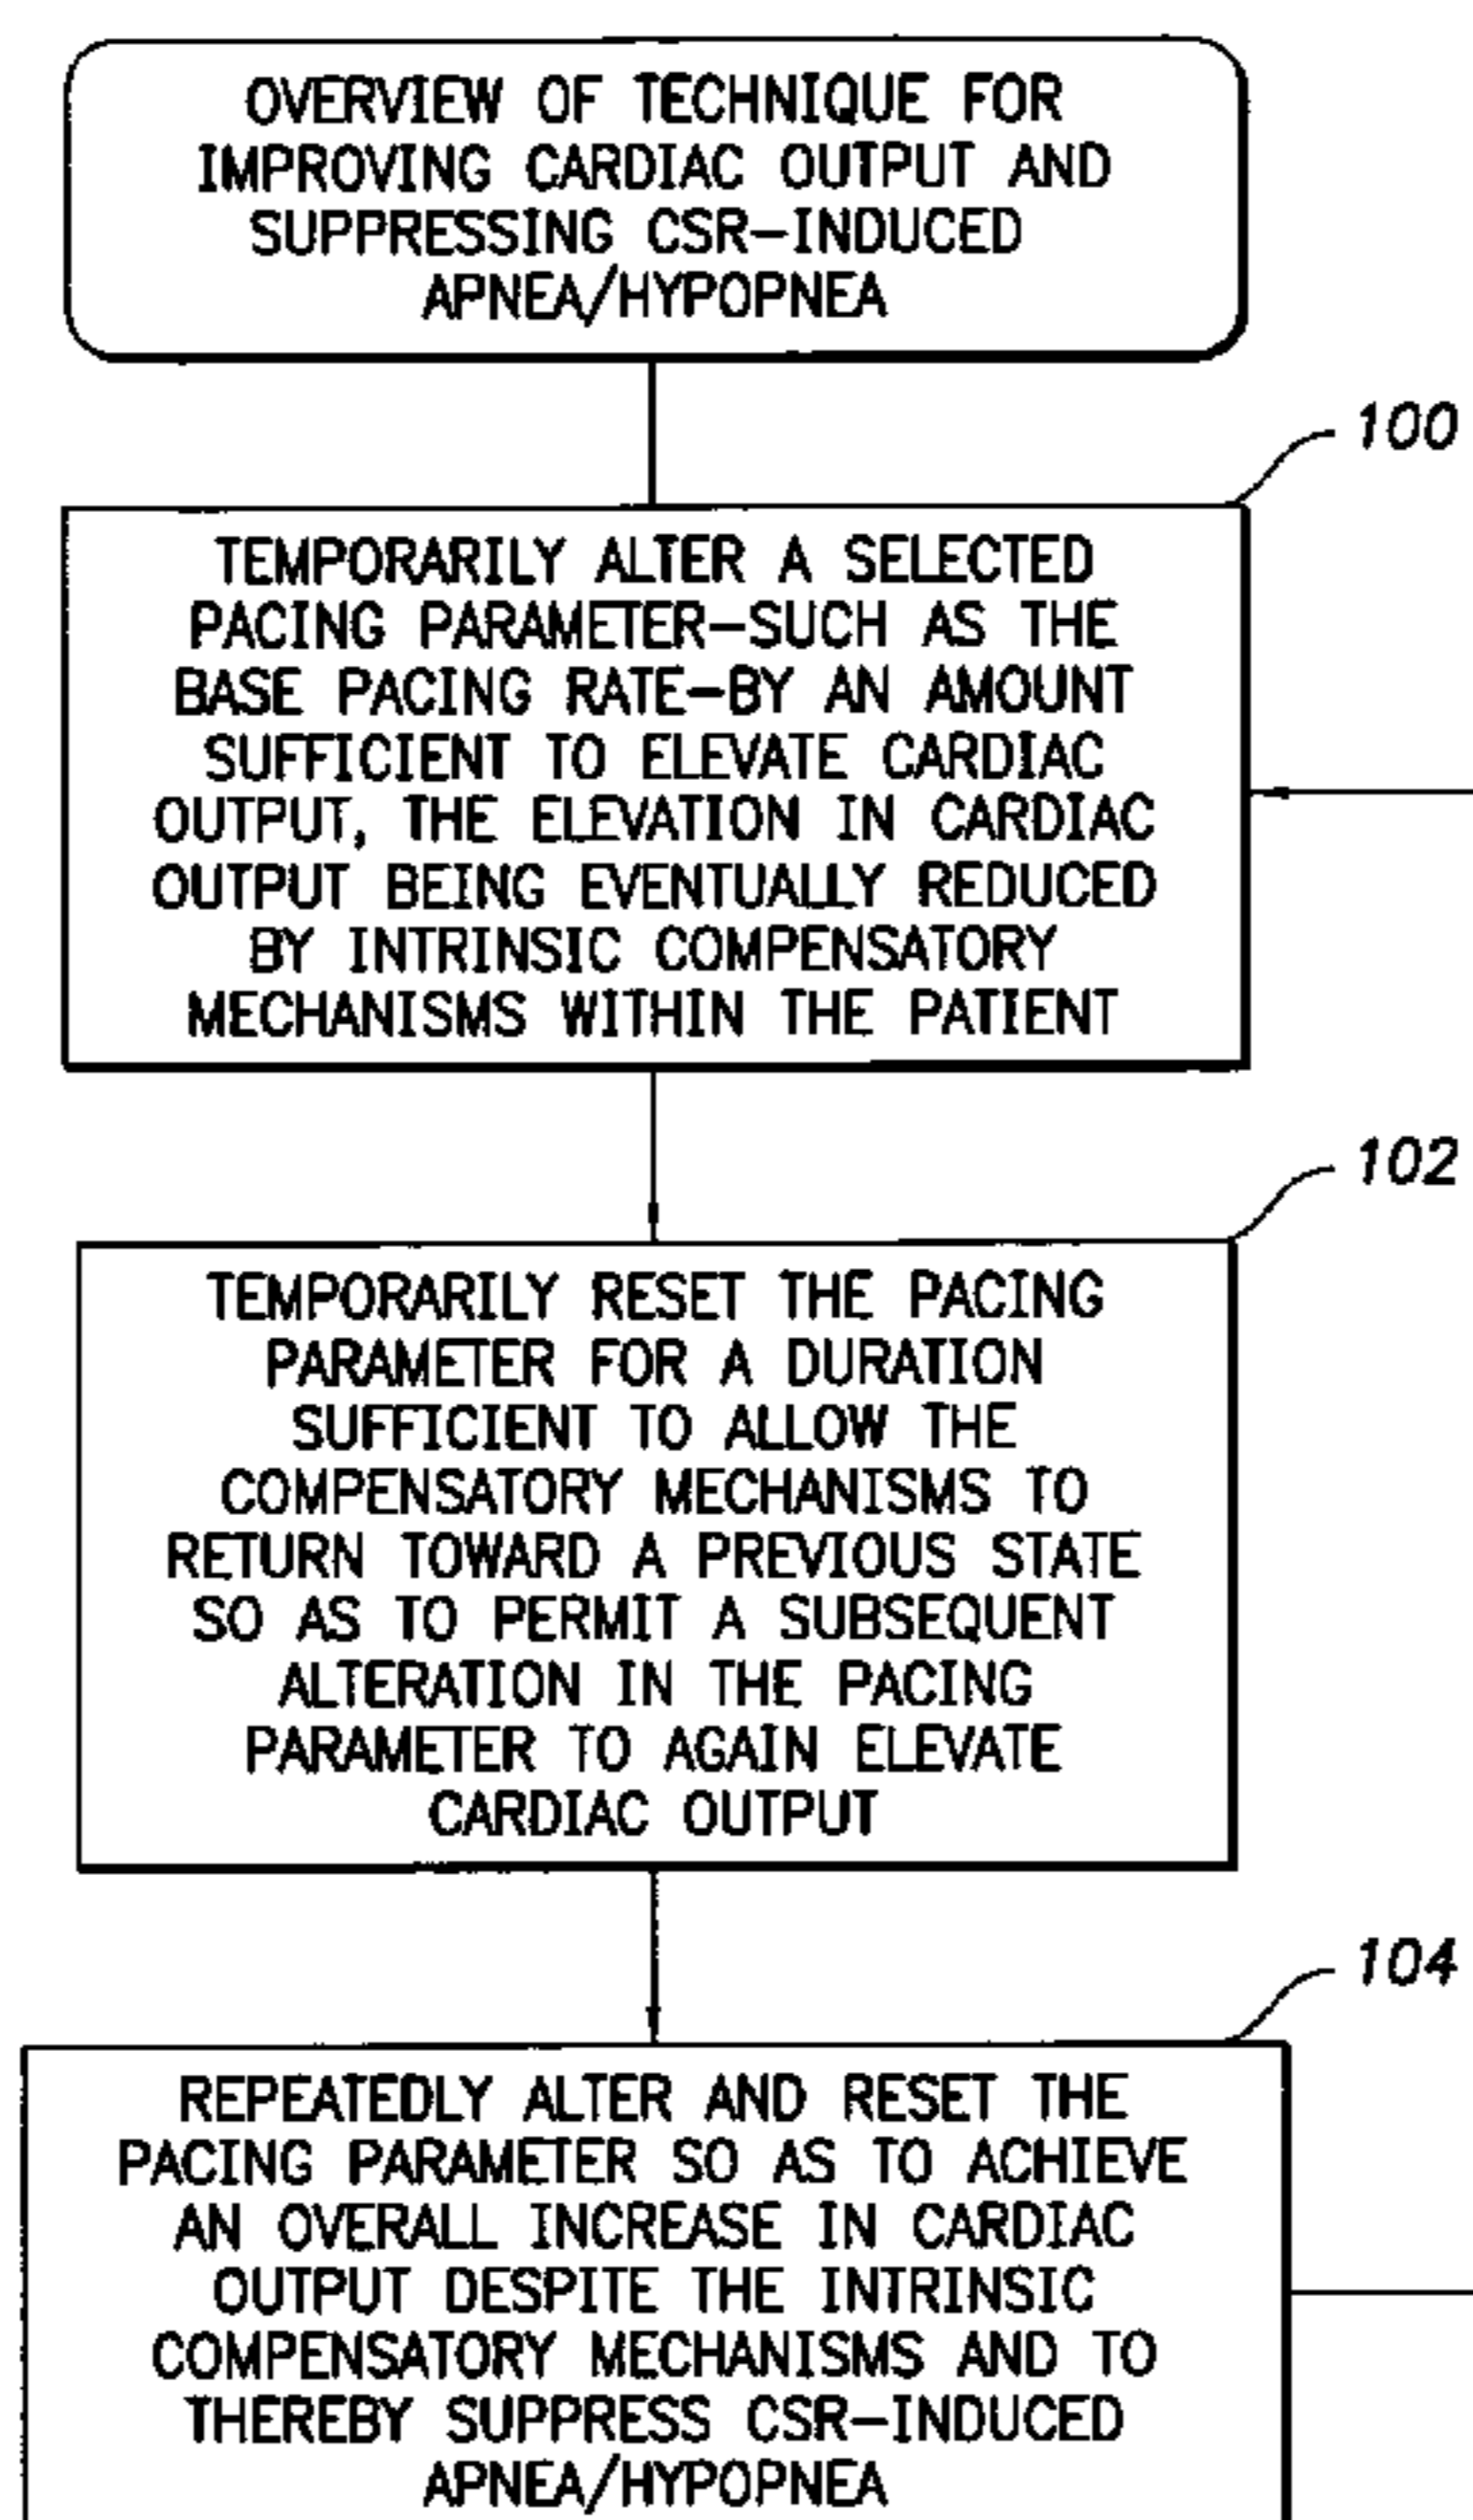 OVERVIEW OF TECHNIQUE FOR
IMPROVING CARDIAC OUTPUT AND
SUPPRESSING CSR-INDUCED
APNEA/HYPOPNEA
100
TEMPORARILY ALTER A SELECTED
PACING PARAMETER-SUCH AS THE
BASE PACING RATE-BY AN AMOUNT
SUFFICIENT TO ELEVATE CARDIAC
OUTPUT, THE ELEVATION IN CARDIAC
OUTPUT BEING EVENTUALLY REDUCED
BY INTRINSIC COMPENSATORY
MECHANISMS WITHIN THE PATIENT
102
TEMPORARILY RESET THE PACING
PARAMETER FOR A DURATION
SUFFICIENT TO ALLOW THE
COMPENSATORY MECHANISMS TO
RETURN TOWARD A PREVIOUS STATE
SO AS TO PERMIT A SUBSEQUENT
ALTERATION IN THE PACING
PARAMETER TO AGAIN ELEVATE
CARDIAC OUTPUT
104
REPEATEDLY ALTER AND RESET THE
PACING PARAMETER SO AS TO ACHIEVE
AN OVERALL INCREASE IN CARDIAC
OUTPUT DESPITE THE INTRINSIC
COMPENSATORY MECHANISMS AND TO
THEREBY SUPPRESS CSR-INDUCED
APNEA/HYPOPNEA